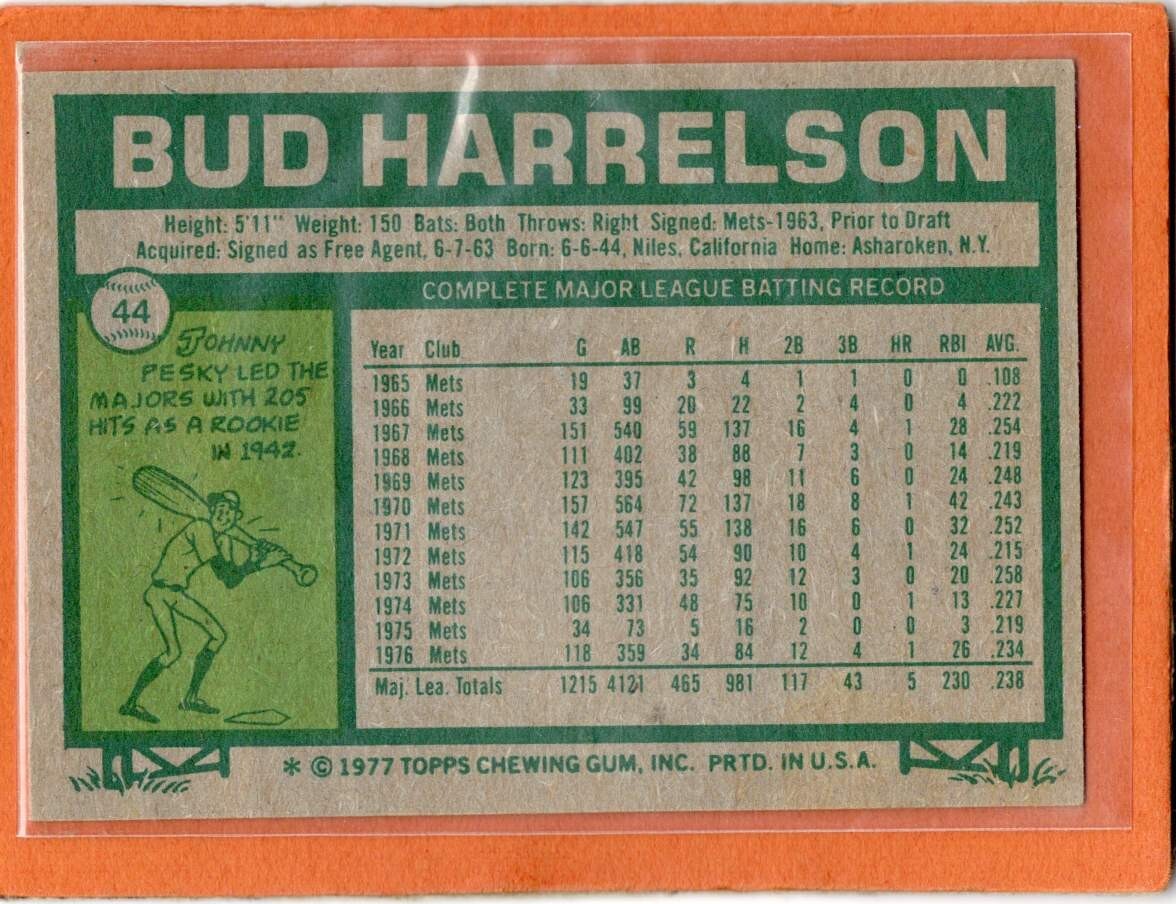 BUD HARRELSON
Height: 5'11" Weight: 150 Bats: Both Throws: Right Signed: Mets-1963, Prior to Draft
Acquired: Signed as Free Agent, 6-7-63 Born: 6-6-44, Niles, California Home: Asharoken, N.Y.
44
JOHNNY
PESKY LED THE
MAJORS WITH 205
HITS AS A ROOKIE
IN 1942.
COMPLETE MAJOR LEAGUE BATTING RECORD
Year Club G AB R H 2B 3B HR RBI AVG.
1965 Mets 19 37 3 4 1 1 0 0 .108
1966 Mets 33 99 20 22 2 4 0 4 .222
1967 Mets 151 540 59 137 16 4 1 28 .254
1968 Mets 111 402 38 88 7 3 0 14 .219
1969 Mets 123 395 42 98 11 6 0 24 .248
1970 Mets 157 564 72 137 18 8 1 42 .243
1971 Mets 142 547 55 138 16 6 0 32 .252
1972 Mets 115 418 54 90 10 4 1 24 .215
1973 Mets 106 356 35 92 12 3 0 20 .258
1974 Mets 106 331 48 75 10 0 1 13 .227
1975 Mets 34 73 5 16 2 0 0 3 .219
1976 Mets 118 359 34 84 12 4 1 26 .234
Maj. Lea. Totals 1215 4121 465 981 117 43 5 230 .238
* © 1977 TOPPS CHEWING GUM, INC. PRTD. IN U.S.A.